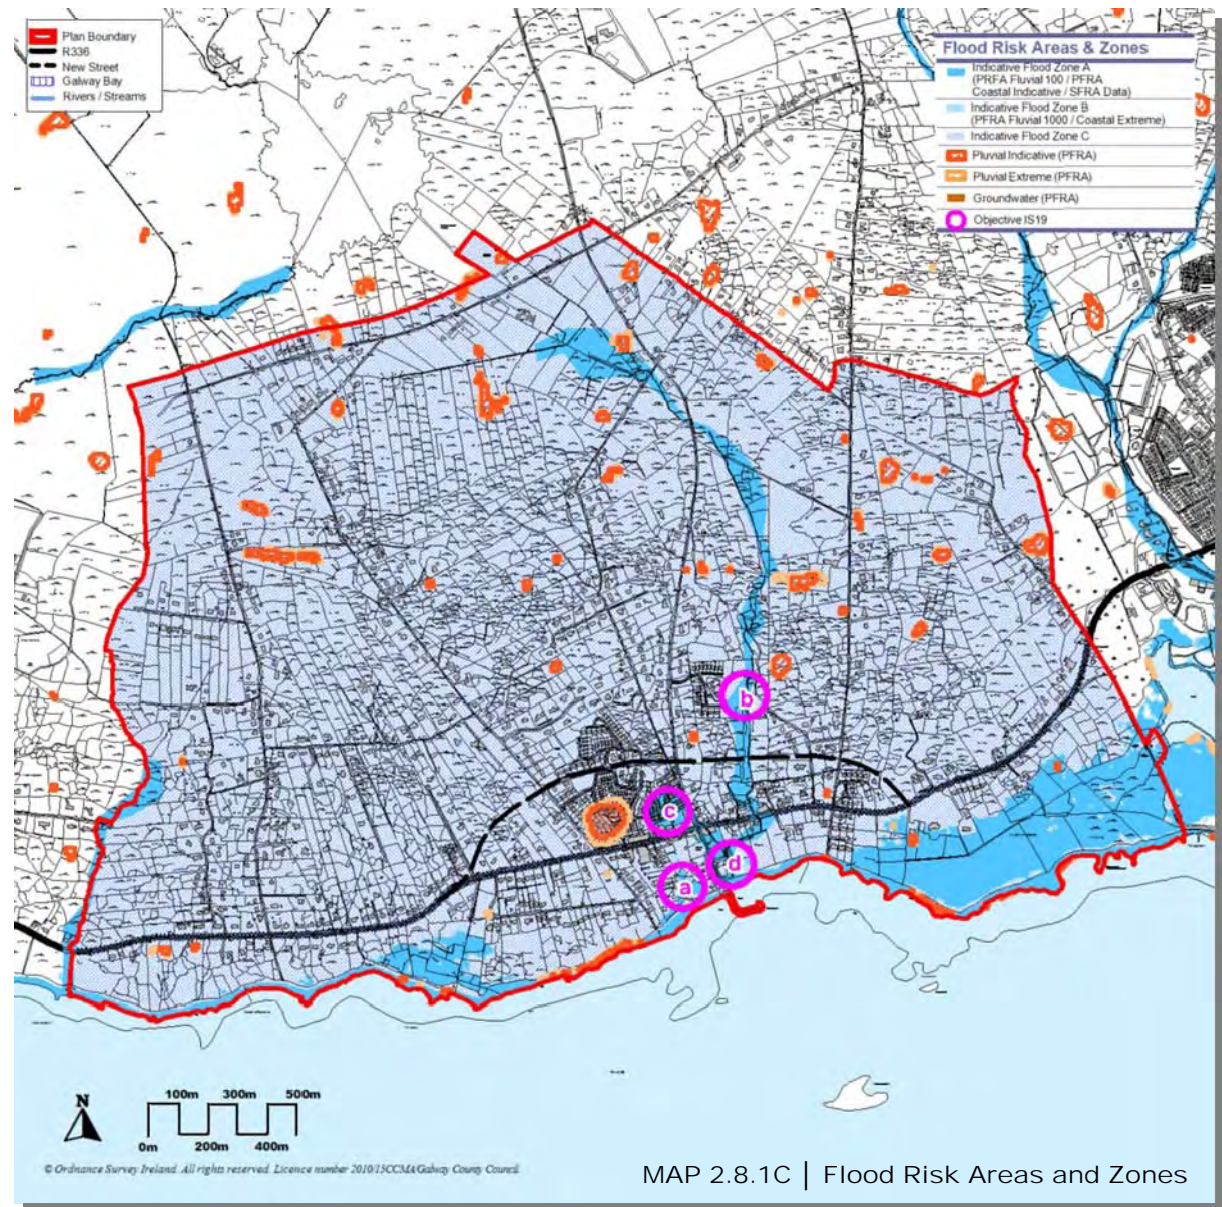 Plan Boundary
R336
New Street
Galway Bay
Rivers / Streams
Flood Risk Areas & Zones
Indicative Flood Zone A
(PRFA Fluvial 100 / PFRA
Coastal Indicative / SFRA Data)
Indicative Flood Zone B
(PFRA Fluvial 1000 / Coastal Extreme)
Indicative Flood Zone C
Pluvial Indicative (PFRA)
Pluvial Extreme (PFRA)
Groundwater (PFRA)
Objective IS19
b
c
d
a
N
100m 300m 500m
0m 200m 400m
© Ordnance Survey Ireland. All rights reserved. Licence number 2010/15CCMA/Galway County Council
MAP 2.8.1C | Flood Risk Areas and Zones